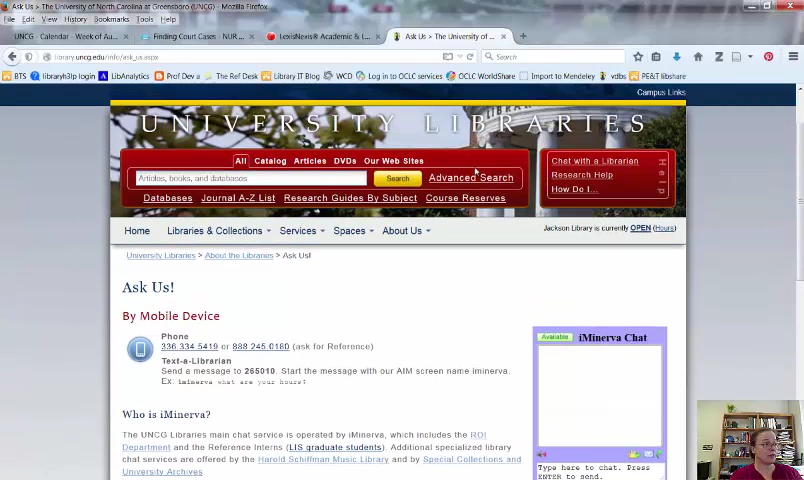 Ask Us > The University of North Carolina at Greensboro (UNCG) - Mozilla Firefox
File Edit View History Bookmarks Tools Help
UNCG - Calendar - Week of Au... × Finding Court Cases - NUR ... × LexisNexis® Academic & L... × Ask Us > The University of ... × +
library.uncg.edu/info/ask_us.aspx Search
BTS libraryh3lp login LibAnalytics Prof Dev a The Ref Desk Library IT Blog WCD Log in to OCLC services OCLC WorldShare Import to Mendeley vdbs PE&T libshare
Campus Links
UNIVERSITY LIBRARIES
All Catalog Articles DVDs Our Web Sites
Articles, books, and databases Search Advanced Search
Databases Journal A-Z List Research Guides By Subject Course Reserves
Chat with a Librarian
Research Help
How Do I...
Help
Home Libraries & Collections Services Spaces About Us Jackson Library is currently OPEN (Hours)
University Libraries > About the Libraries > Ask Us!
Ask Us!
By Mobile Device
Phone
336.334.5419 or 888.245.0180 (ask for Reference)
Text-a-Librarian
Send a message to 265010. Start the message with our AIM screen name iminerva.
EX. iminerva what are your hours?
Available iMinerva Chat
Who is iMinerva?
The UNCG Libraries main chat service is operated by iMinerva, which includes the ROI
Department and the Reference Interns (LIS graduate students). Additional specialized library
chat services are offered by the Harold Schiffman Music Library and by Special Collections and
University Archives
Type here to chat. Press
ENTER to send.